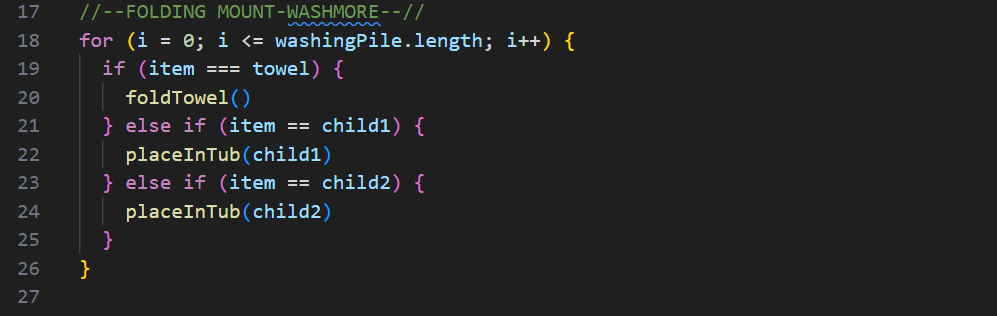 17 //--FOLDING MOUNT-WASHMORE--//
18 for (i = 0; i <= washingPile.length; i++) {
19   if (item === towel) {
20     foldTowel()
21   } else if (item == child1) {
22     placeInTub(child1)
23   } else if (item == child2) {
24     placeInTub(child2)
25   }
26 }
27